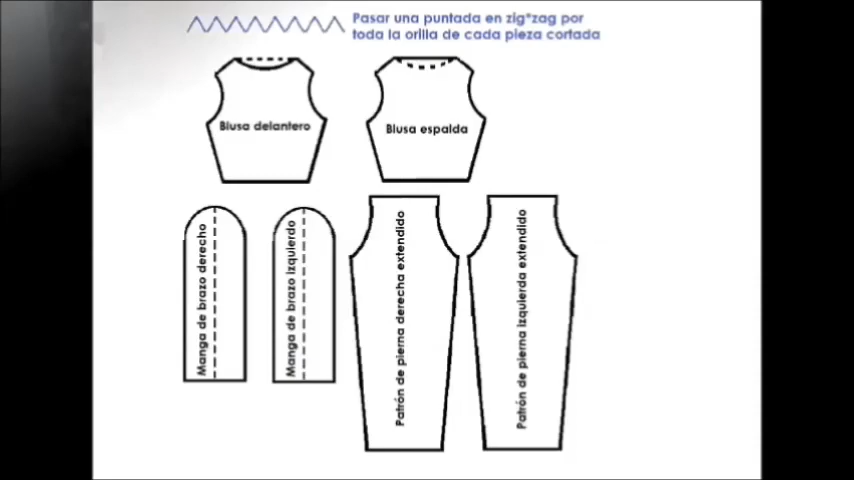 Pasar una puntada en zig*zag por
toda la orilla de cada pieza cortada
Blusa delantero
Blusa espalda
Manga de brazo derecho
Manga de brazo izquierdo
Patrón de pierna derecha extendido
Patrón de pierna izquierda extendido